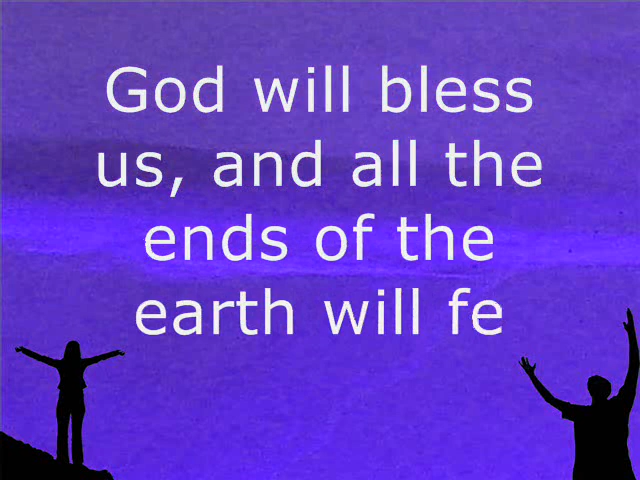 God will bless
us, and all the
ends of the
earth will fe